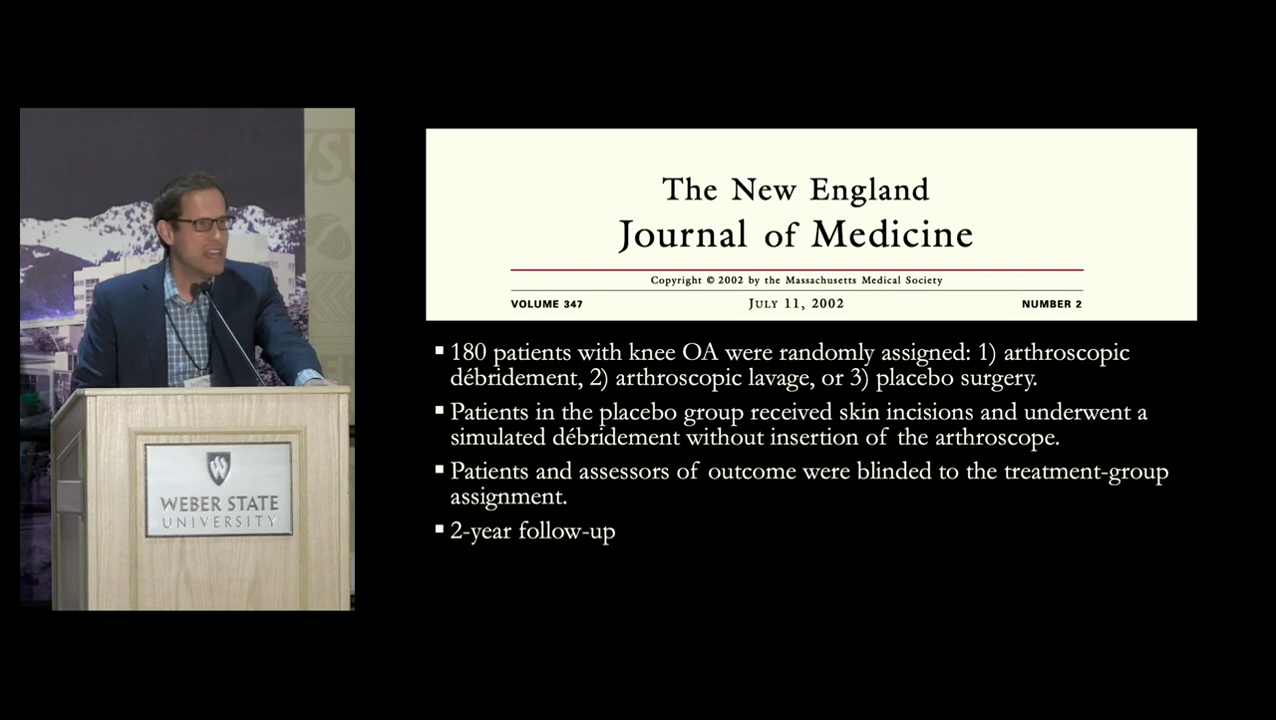 The New England
Journal of Medicine
Copyright © 2002 by the Massachusetts Medical Society
VOLUME 347 JULY 11, 2002 NUMBER 2
▪ 180 patients with knee OA were randomly assigned: 1) arthroscopic
débridement, 2) arthroscopic lavage, or 3) placebo surgery.
▪ Patients in the placebo group received skin incisions and underwent a
simulated débridement without insertion of the arthroscope.
▪ Patients and assessors of outcome were blinded to the treatment-group
assignment.
▪ 2-year follow-up
W
WEBER STATE
UNIVERSITY